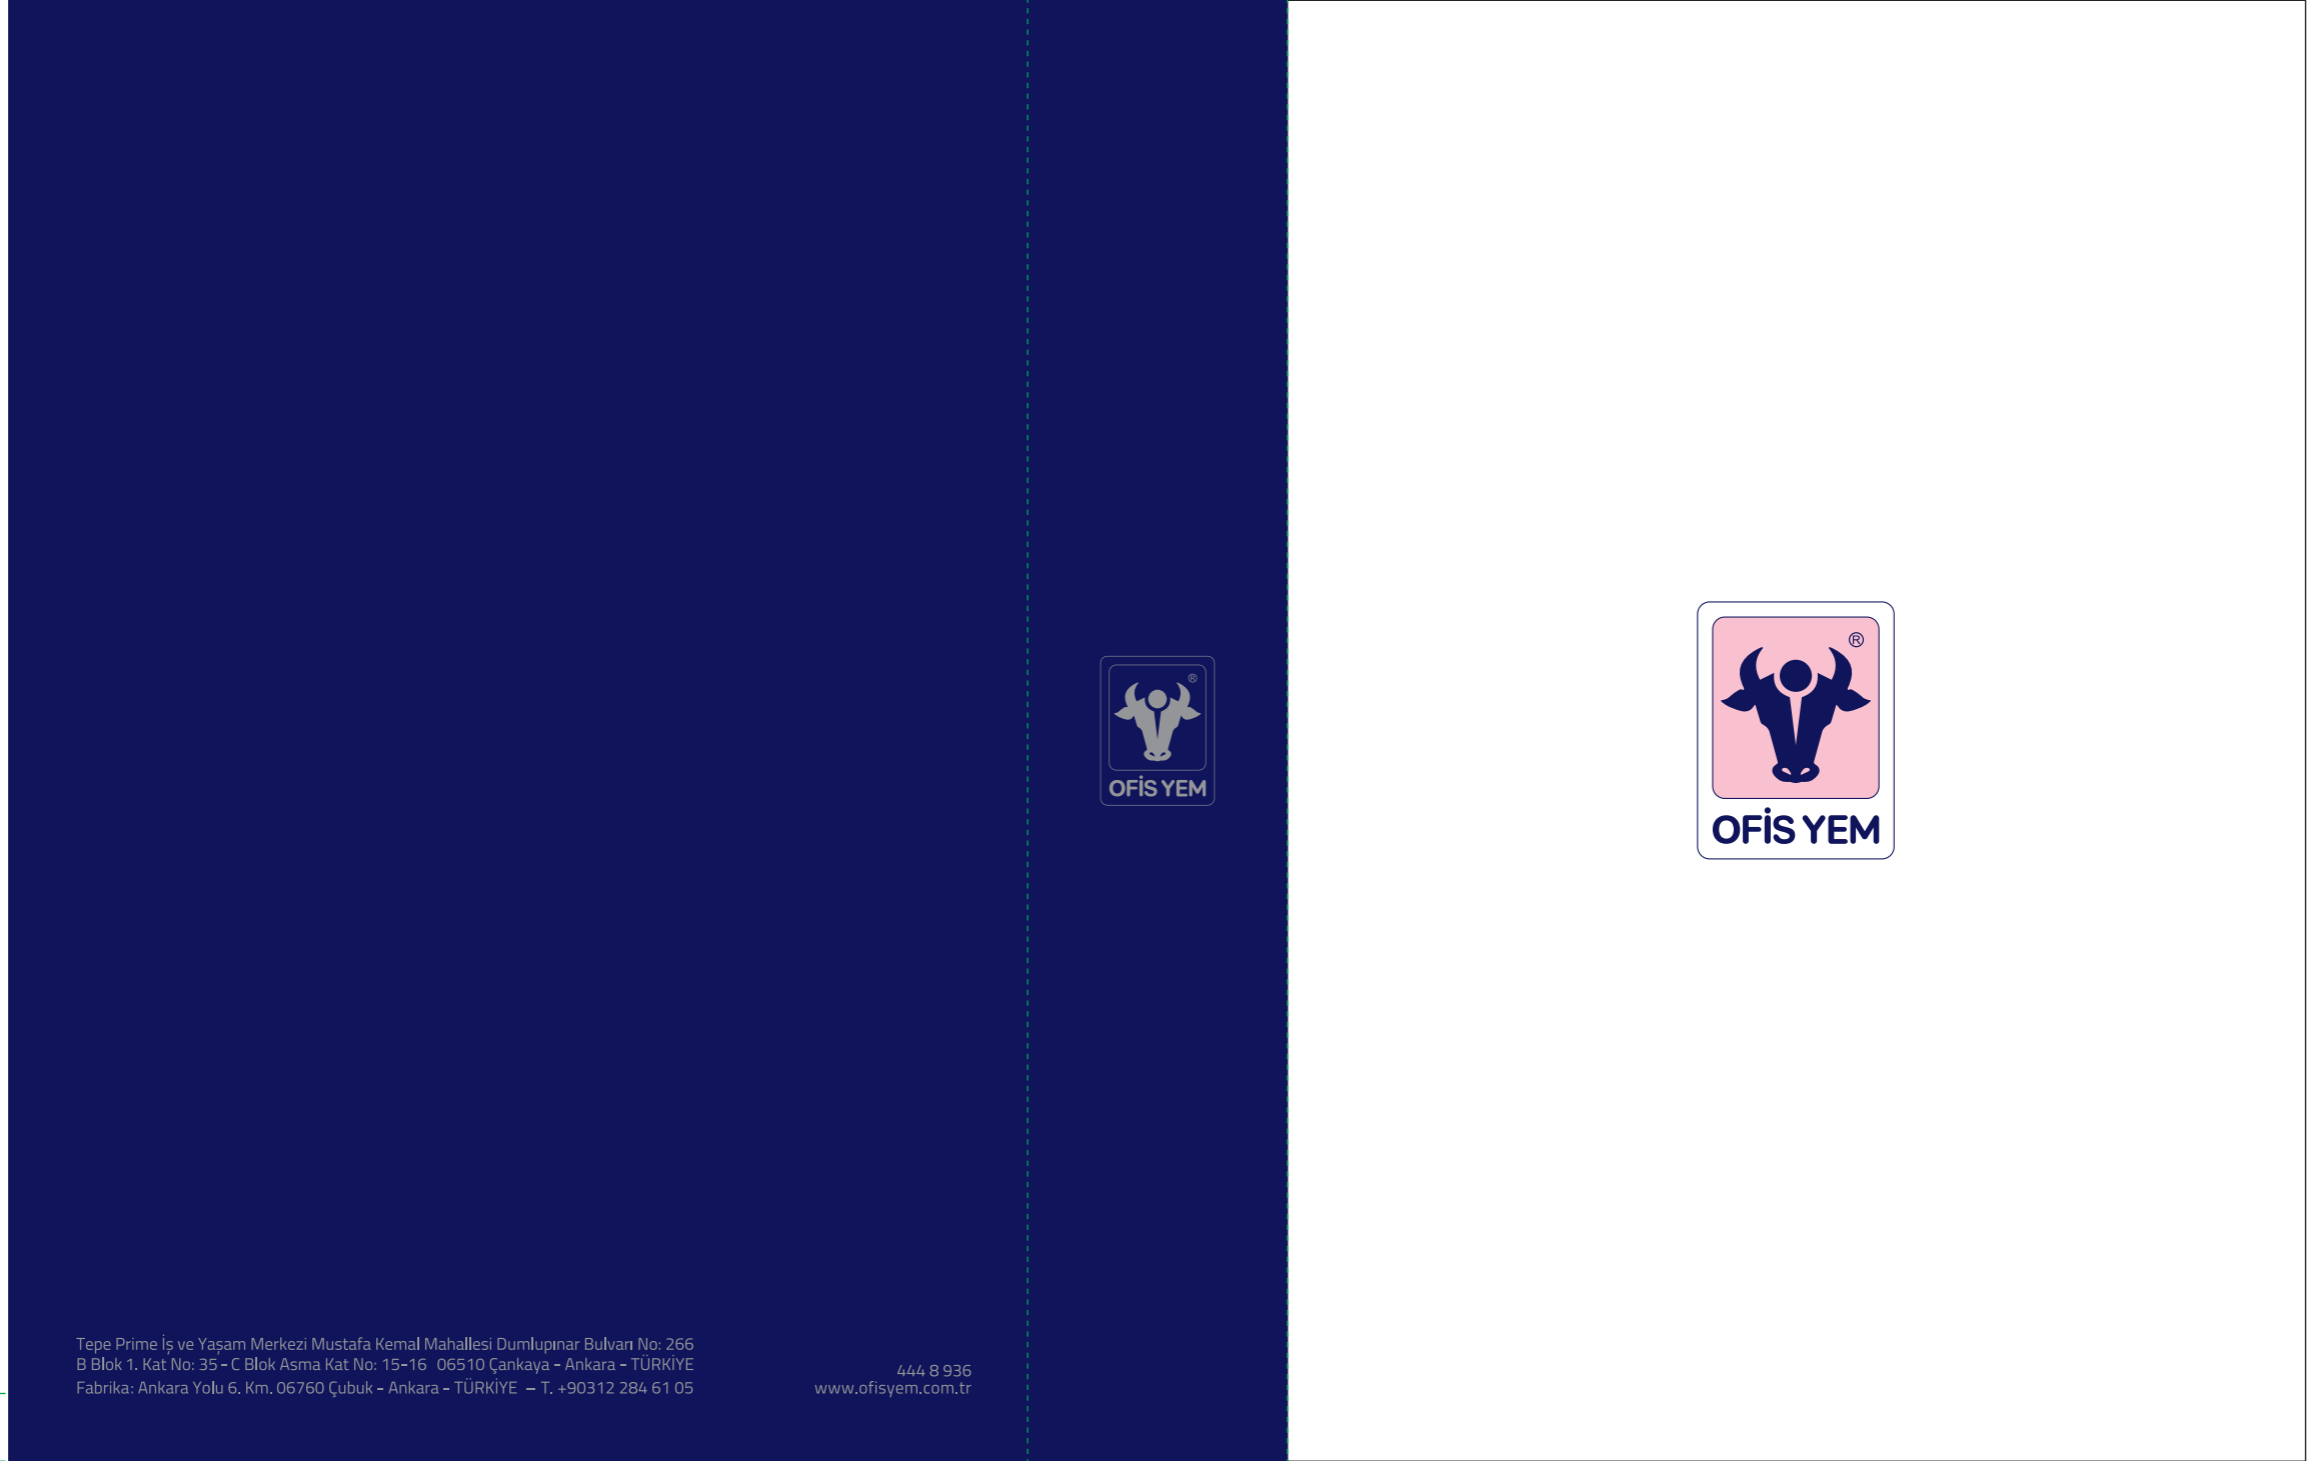 Tepe Prime İş ve Yaşam Merkezi Mustafa Kemal Mahallesi Dumlupınar Bulvarı No: 266
B Blok 1. Kat No: 35 - C Blok Asma Kat No: 15-16 06510 Çankaya - Ankara - TÜRKİYE
Fabrika: Ankara Yolu 6. Km. 06760 Çubuk - Ankara - TÜRKİYE – T. +90312 284 61 05
444 8 936
www.ofisyem.com.tr
®
OFİS YEM
®
OFİS YEM